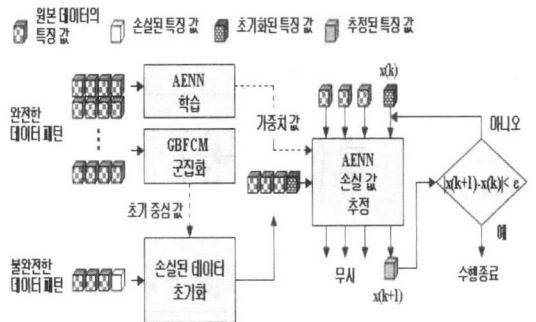 원본 데이터의
특징 값
손실된 특징 값
초기화된 특징 값
추정된 특징 값
완전한
데이터 패턴
AENN
학습
GBFCM
군집화
가중치 값
초기 중심 값
x(k)
AENN
손실 값
추정
아니오
|x(k+1)-x(k)|< ε
예
불완전한
데이터 패턴
손실된 데이터
초기화
무시
x(k+1)
수행종료